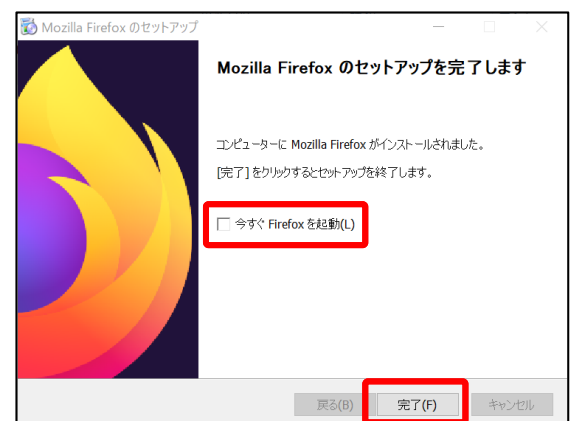 Mozilla Firefox のセットアップ
Mozilla Firefox のセットアップを完了します
コンピューターに Mozilla Firefox がインストールされました。
[完了] をクリックするとセットアップを終了します。
今すぐ Firefox を起動(L)
戻る(B) 完了(F) キャンセル